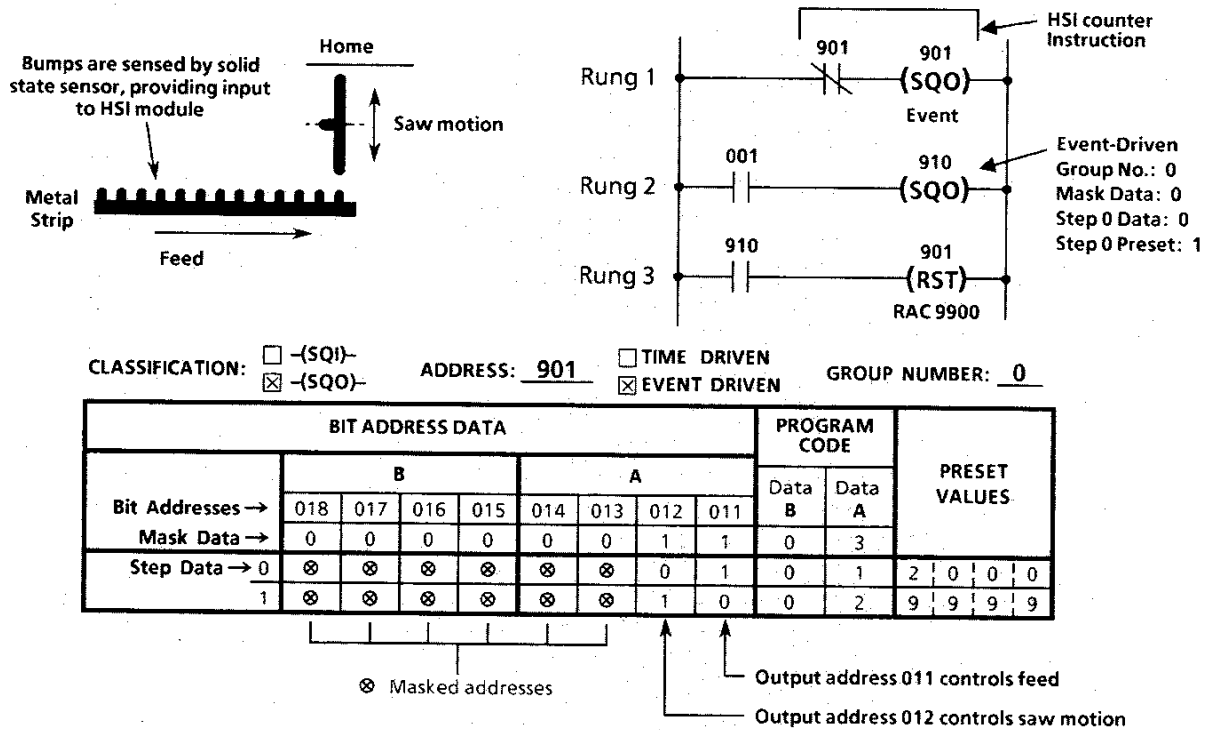 Home
Bumps are sensed by solid
state sensor, providing input
to HSI module
Saw motion
Metal
Strip
Feed
HSI counter
Instruction
Rung 1
901
901
(SQO)
Event
Rung 2
001
910
(SQO)
Event-Driven
Group No.: 0
Mask Data: 0
Step 0 Data: 0
Step 0 Preset: 1
Rung 3
910
901
(RST)
RAC 9900
CLASSIFICATION: ☐ –(SQI)– ADDRESS: 901 ☐ TIME DRIVEN GROUP NUMBER: 0
☒ –(SQO)– ☒ EVENT DRIVEN
BIT ADDRESS DATA PROGRAM CODE PRESET VALUES
B A Data B Data A
Bit Addresses → 018 017 016 015 014 013 012 011
Mask Data → 0 0 0 0 0 0 1 1 0 3
Step Data → 0 ⊗ ⊗ ⊗ ⊗ ⊗ ⊗ 0 1 0 1 2 0 0 0
1 ⊗ ⊗ ⊗ ⊗ ⊗ ⊗ 1 0 0 2 9 9 9 9
⊗ Masked addresses
Output address 011 controls feed
Output address 012 controls saw motion